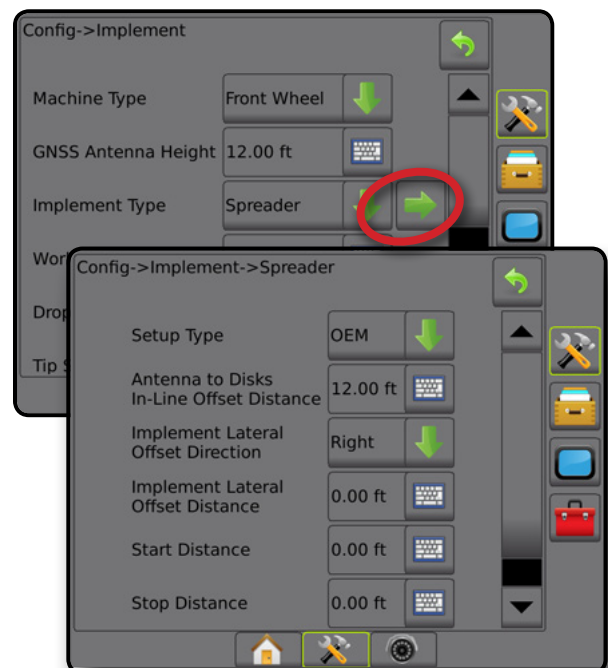 Config->Implement
Machine Type Front Wheel
GNSS Antenna Height 12.00 ft
Implement Type Spreader
Config->Implement->Spreader
Setup Type OEM
Antenna to Disks
In-Line Offset Distance 12.00 ft
Implement Lateral
Offset Direction Right
Implement Lateral
Offset Distance 0.00 ft
Start Distance 0.00 ft
Stop Distance 0.00 ft